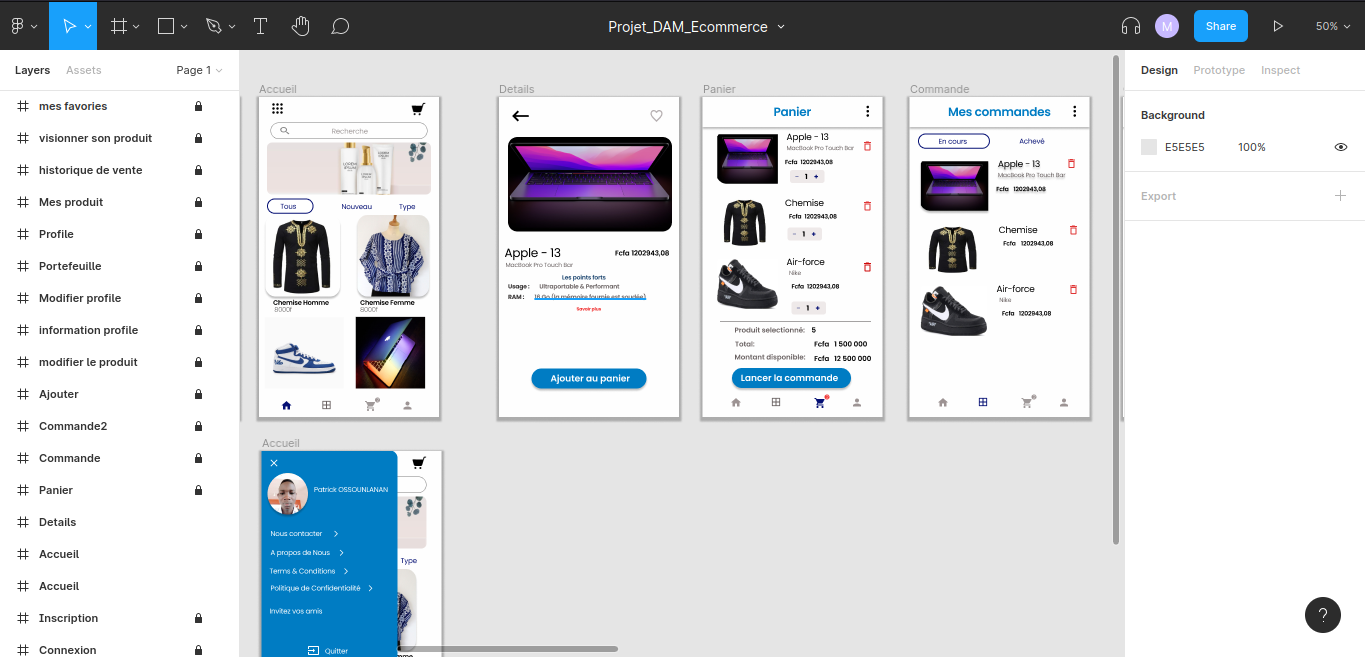 Projet_DAM_Ecommerce
M
Share
50%
Layers
Assets
Page 1
mes favories
visionner son produit
historique de vente
Mes produit
Profile
Portefeuille
Modifier profile
information profile
modifier le produit
Ajouter
Commande2
Commande
Panier
Details
Accueil
Accueil
Inscription
Connexion
Accueil
Recherche
Tous
Nouveau
Type
Chemise Homme
8000f
Chemise Femme
8000f
Details
Apple - 13
Fcfa 1202943,08
MacBook Pro Touch Bar
Les points forts
Usage : Ultraportable & Performant
RAM : 16 Go (la mémoire fournie est soudée)
Savoir plus
Ajouter au panier
Panier
Panier
Apple - 13
MacBook Pro Touch Bar
Fcfa 1202943,08
- 1 +
Chemise
Fcfa 1202943,08
- 1 +
Air-force
Nike
Fcfa 1202943,08
- 1 +
Produit selectionné: 5
Total: Fcfa 1 500 000
Montant disponible: Fcfa 12 500 000
Lancer la commande
Commande
Mes commandes
En cours
Achevé
Apple - 13
MacBook Pro Touch Bar
Fcfa 1202943,08
Chemise
Fcfa 1202943,08
Air-force
Nike
Fcfa 1202943,08
Accueil
Patrick OSSOUNLANAN
Nous contacter
A propos de Nous
Terms & Conditions
Politique de Confidentialité
Invitez vos amis
Quitter
Type
Design
Prototype
Inspect
Background
E5E5E5
100%
Export
?